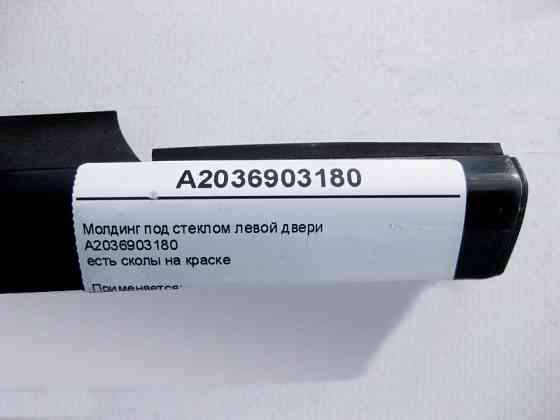 A2036903180
Молдинг под стеклом левой двери
A2036903180
есть сколы на краске
Применяется: